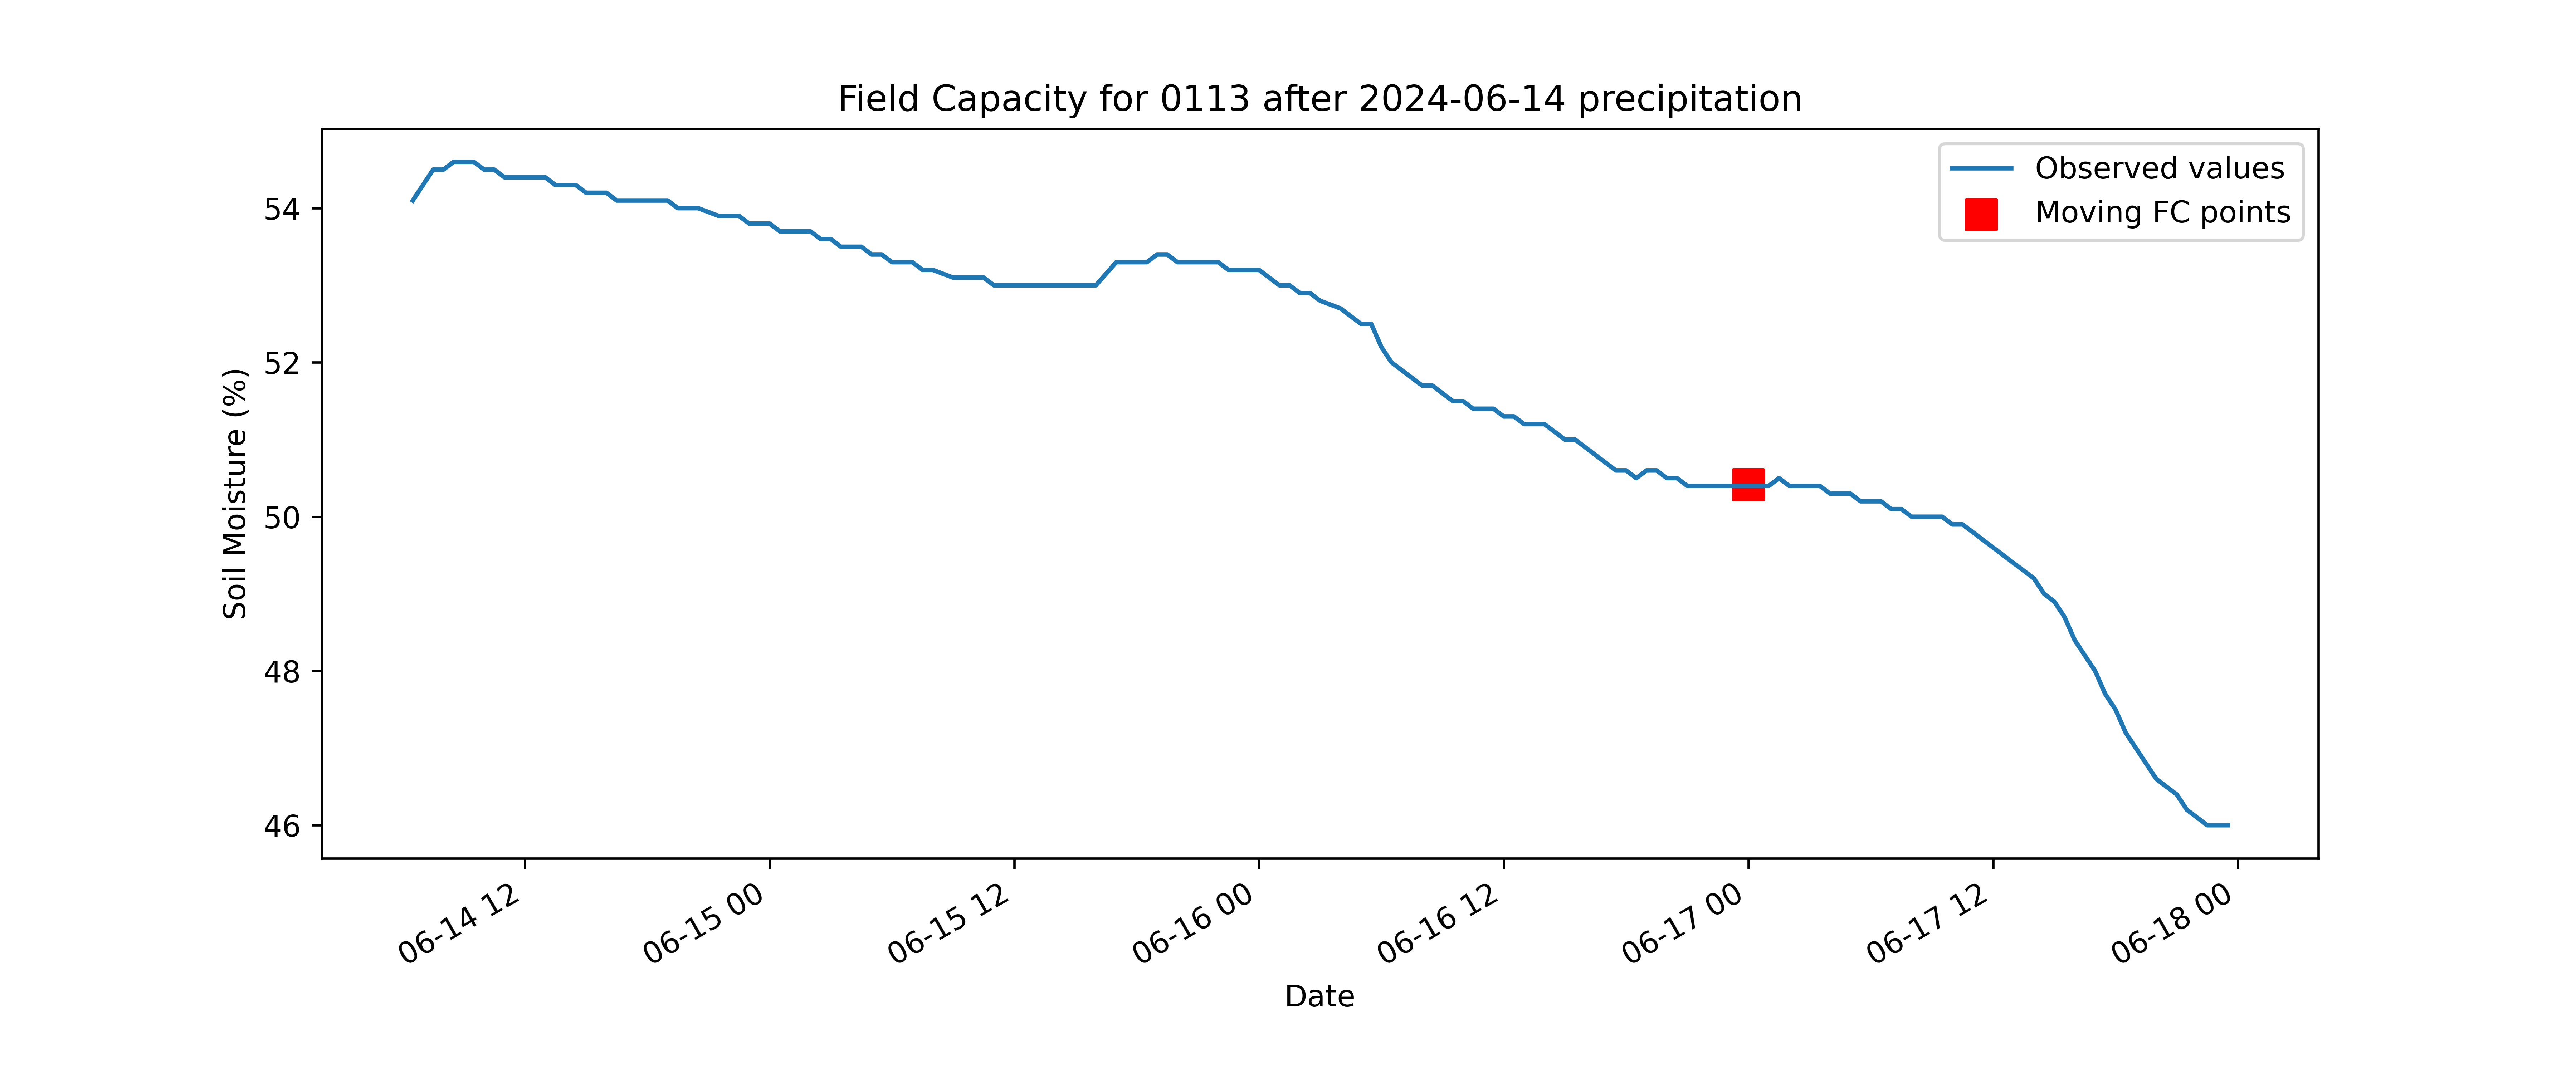 Field Capacity for 0113 after 2024-06-14 precipitation
Observed values
Moving FC points
Soil Moisture (%)
54
52
50
48
46
06-14 12
06-15 00
06-15 12
06-16 00
06-16 12
06-17 00
06-17 12
06-18 00
Date